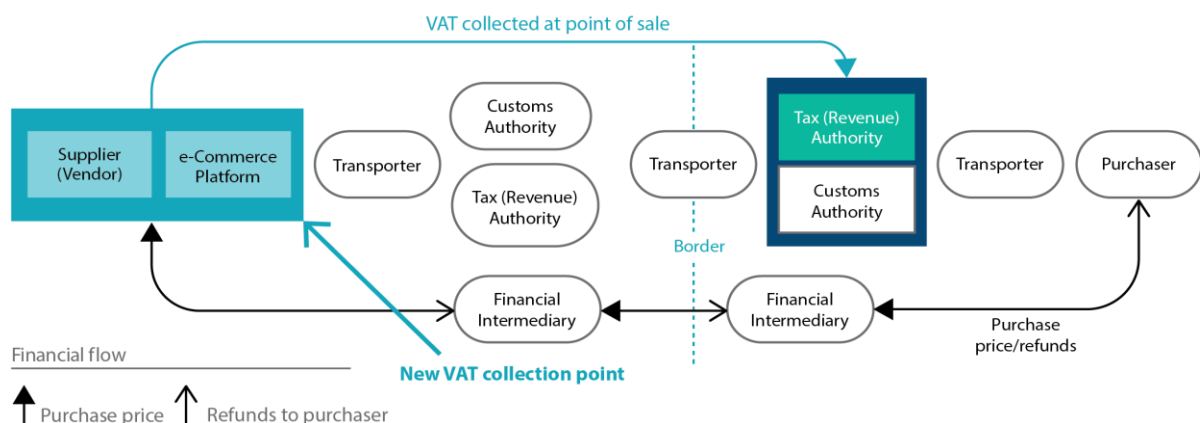 VAT collected at point of sale
Supplier
(Vendor)
e-Commerce
Platform
Transporter
Customs
Authority
Tax (Revenue)
Authority
Transporter
Border
Tax (Revenue)
Authority
Customs
Authority
Transporter
Purchaser
Financial
Intermediary
Financial
Intermediary
Purchase
price/refunds
New VAT collection point
Financial flow
Purchase price
Refunds to purchaser